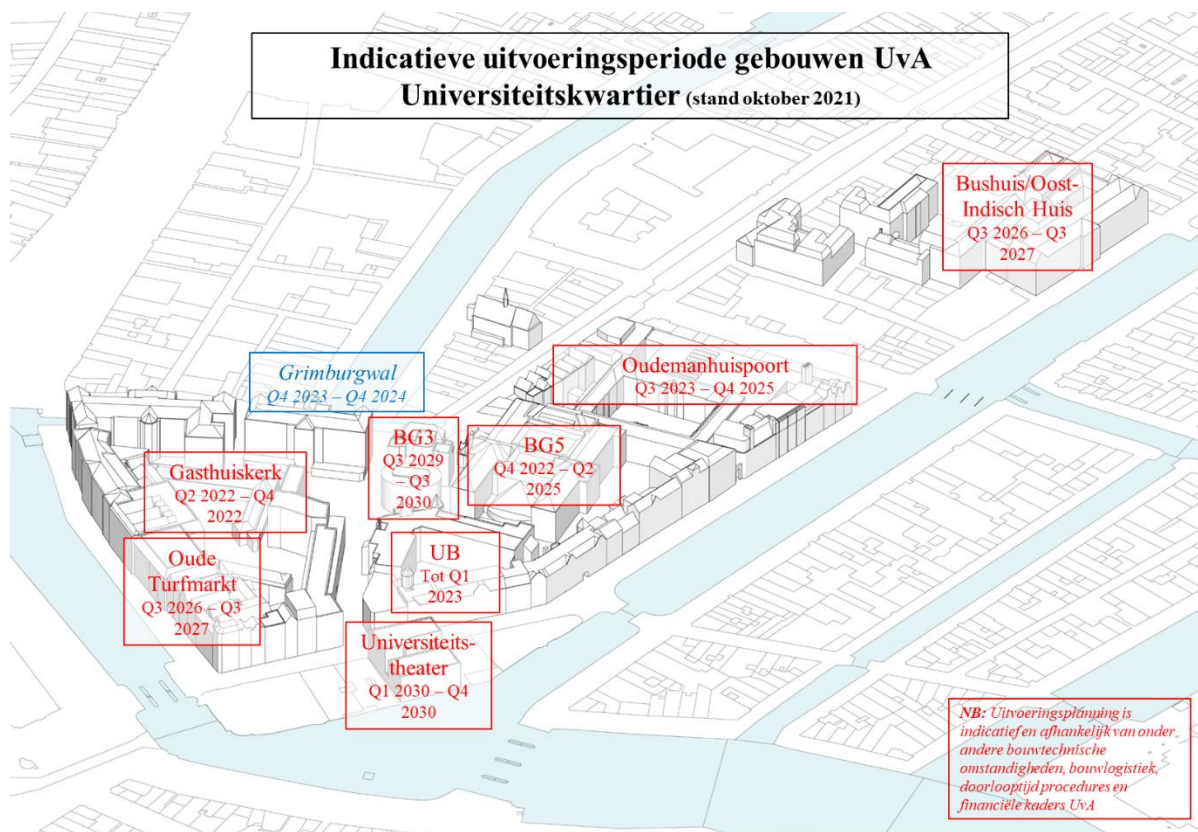 Indicatieve uitvoeringsperiode gebouwen UvA
Universiteitskwartier (stand oktober 2021)
Bushuis/Oost-
Indisch Huis
Q3 2026 – Q3
2027
Oudemanhuispoort
Q3 2023 – Q4 2025
Grimburgwal
Q4 2023 – Q4 2024
BG3
Q3 2029
– Q3
2030
BG5
Q4 2022 – Q2
2025
Gasthuiskerk
Q2 2022 – Q4
2022
Oude
Turfmarkt
Q3 2026 – Q3
2027
UB
Tot Q1
2023
Universiteits-
theater
Q1 2030 – Q4
2030
NB: Uitvoeringsplanning is
indicatief en afhankelijk van onder
andere bouwtechnische
omstandigheden, bouwlogistiek,
doorlooptijd procedures en
financiële kaders UvA